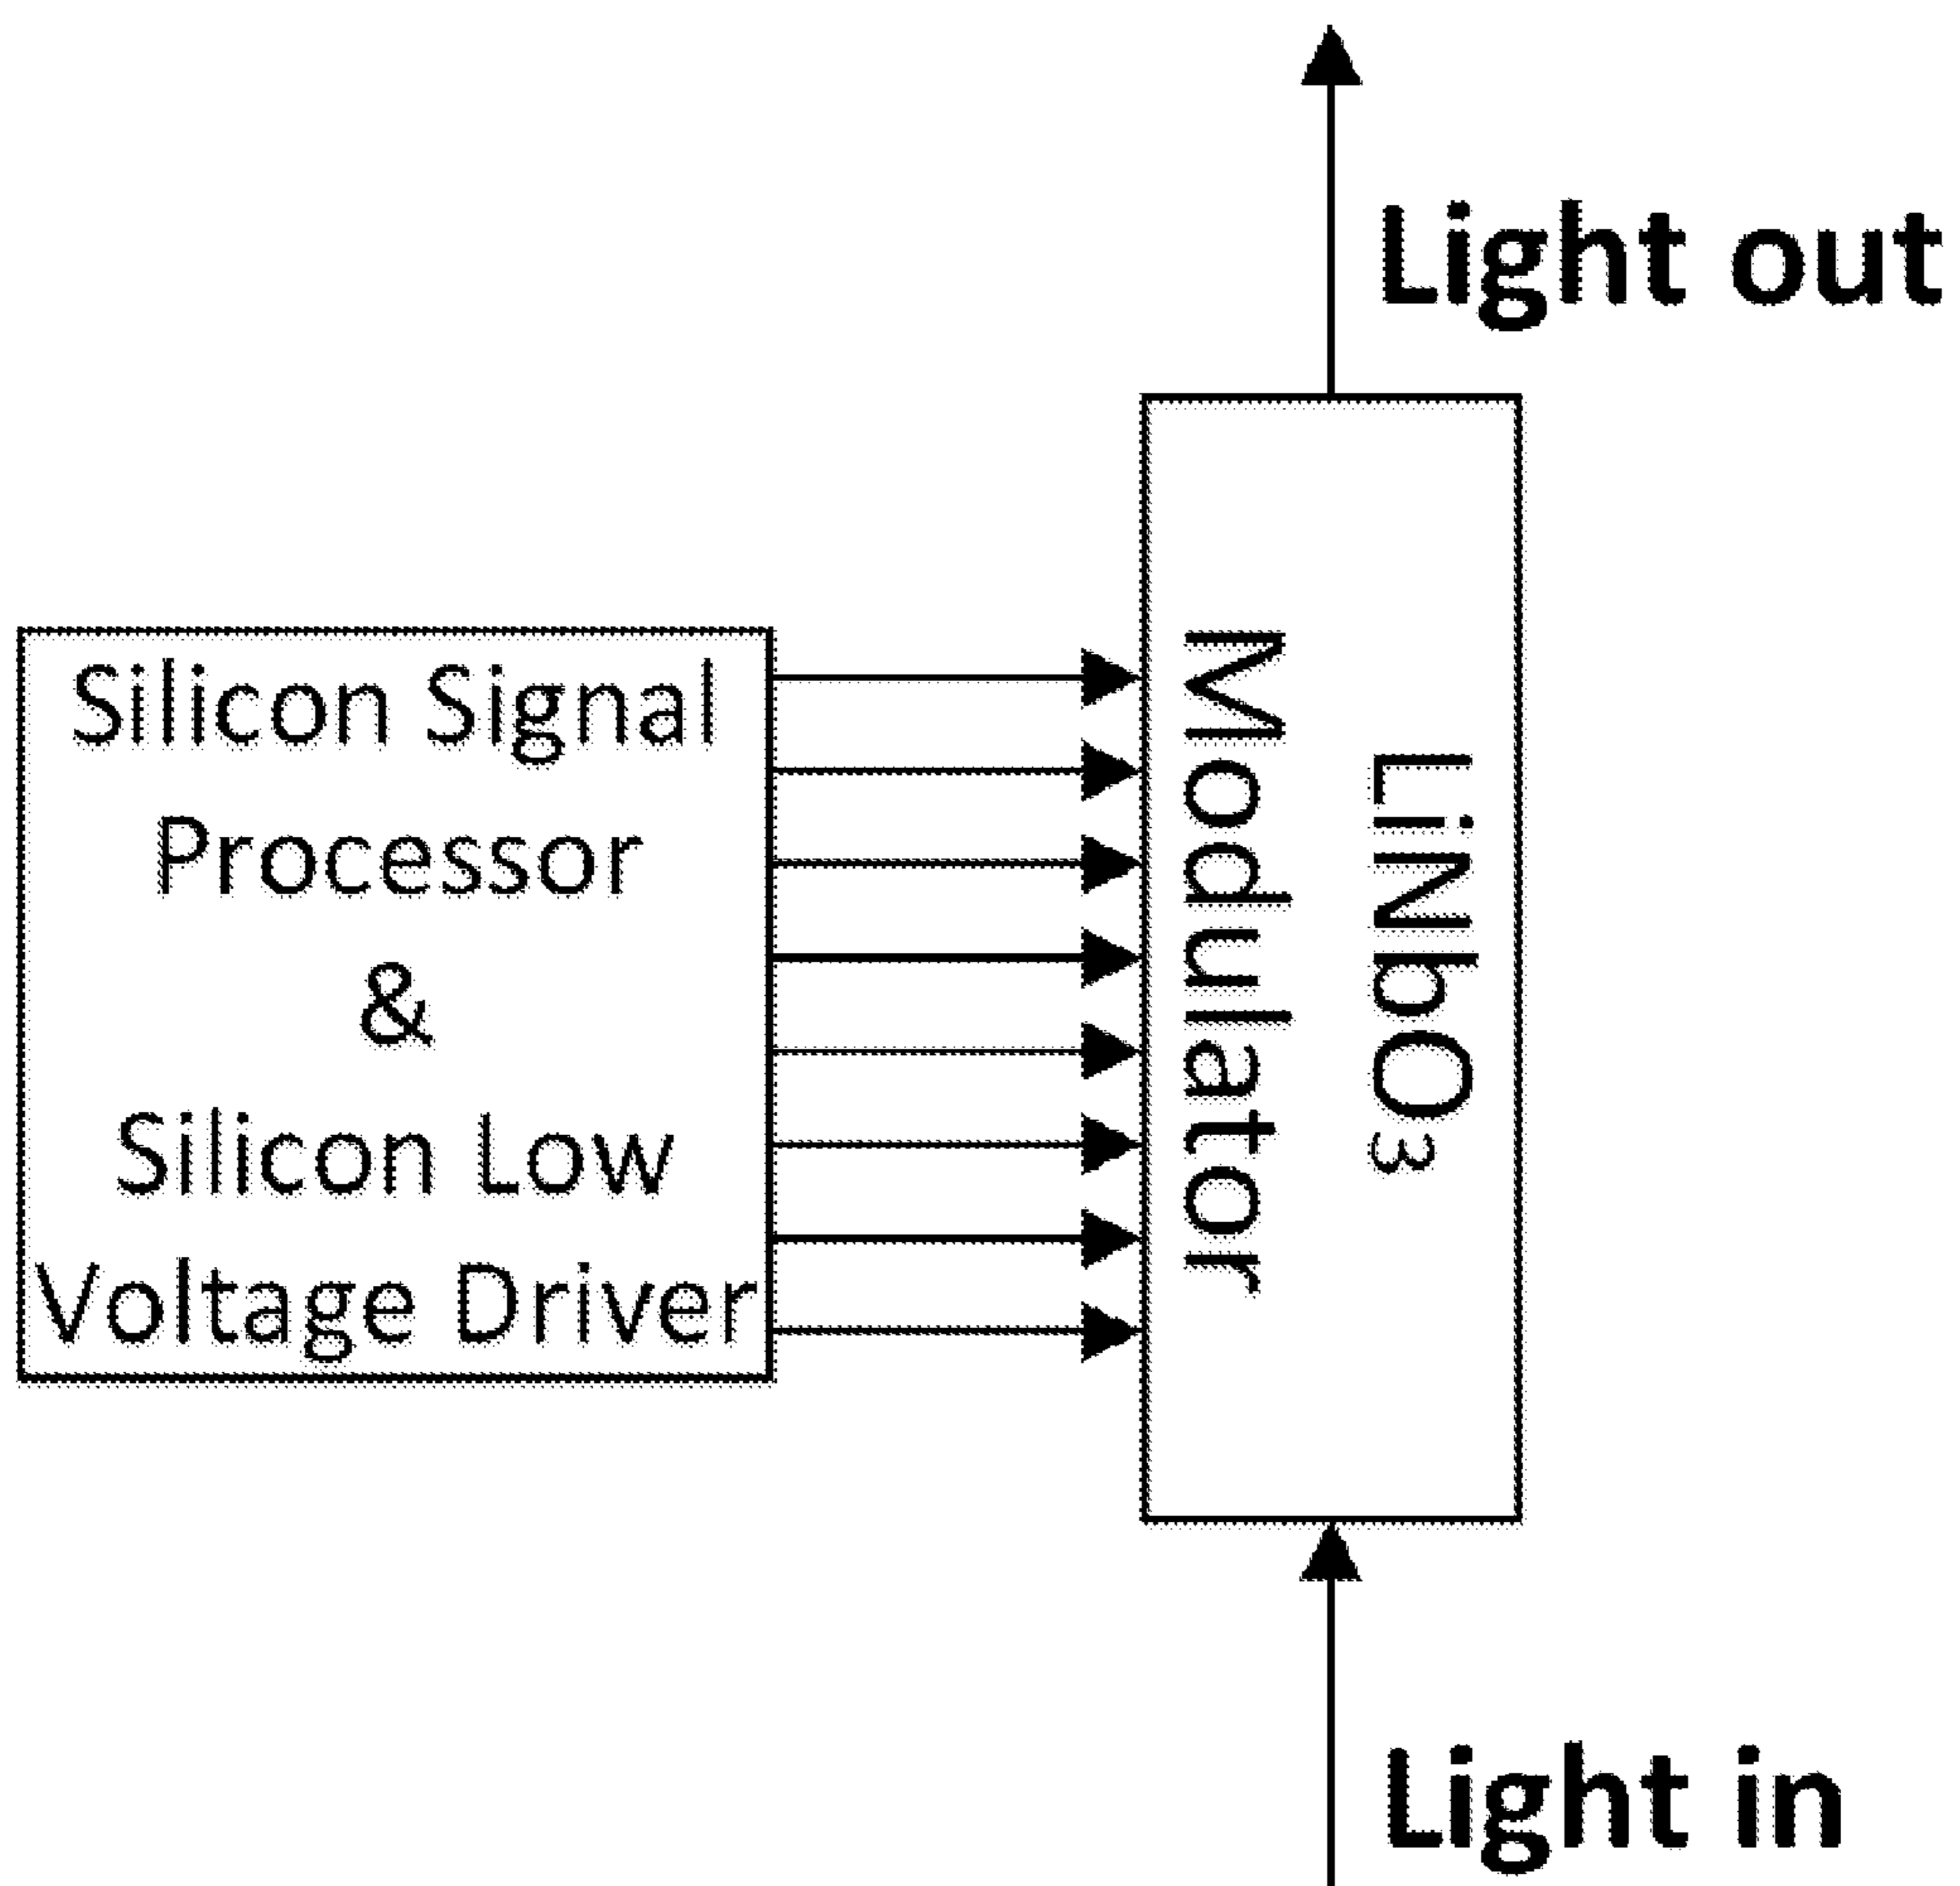 Light out
Silicon Signal
Processor
&
Silicon Low
Voltage Driver
LiNbO₃
Modulator
Light in